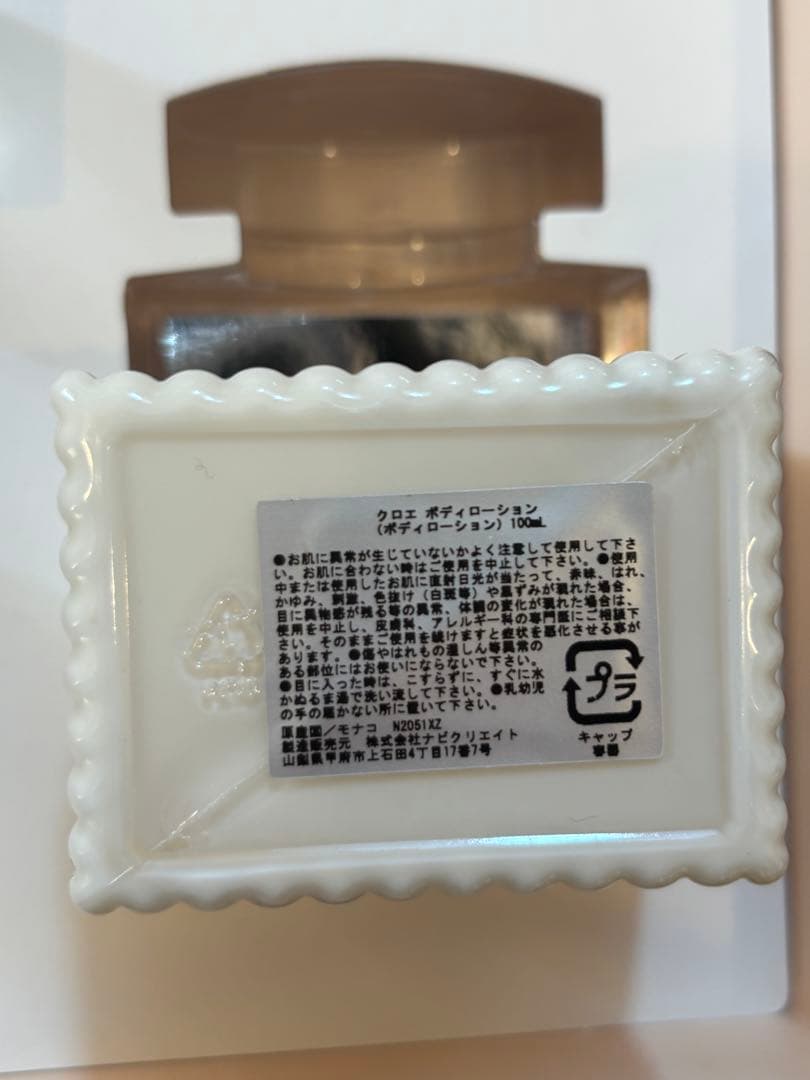 クロエ ボディローション
(ボディローション) 100mL
●お肌に異常が生じていないかよく注意して使用して下さ
い。お肌に合わない時はご使用を中止して下さい。●使用
中または使用したお肌に直射日光が当たって、赤味、はれ、
かゆみ、刺激、色抜け(白斑等)や黒ずみが現れた場合、
目に異物感が残る等の異常、体調の変化が現れた場合は、
使用を中止し、皮膚科、アレルギー科の専門医にご相談下
さい。そのままご使用を続けますと症状を悪化させる事が
あります。●傷やはれもの湿しん等異常の
ある部位にはお使いにならないで下さい。
●目に入った時は、こすらずに、すぐに水
かぬるま湯で洗い流して下さい。●乳幼児
の手の届かない所に置いて下さい。
原産国/モナコ N2051XZ
製造販売元 株式会社ナビクリエイト
山梨県甲府市上石田4丁目17番7号
プラ
キャップ
容器